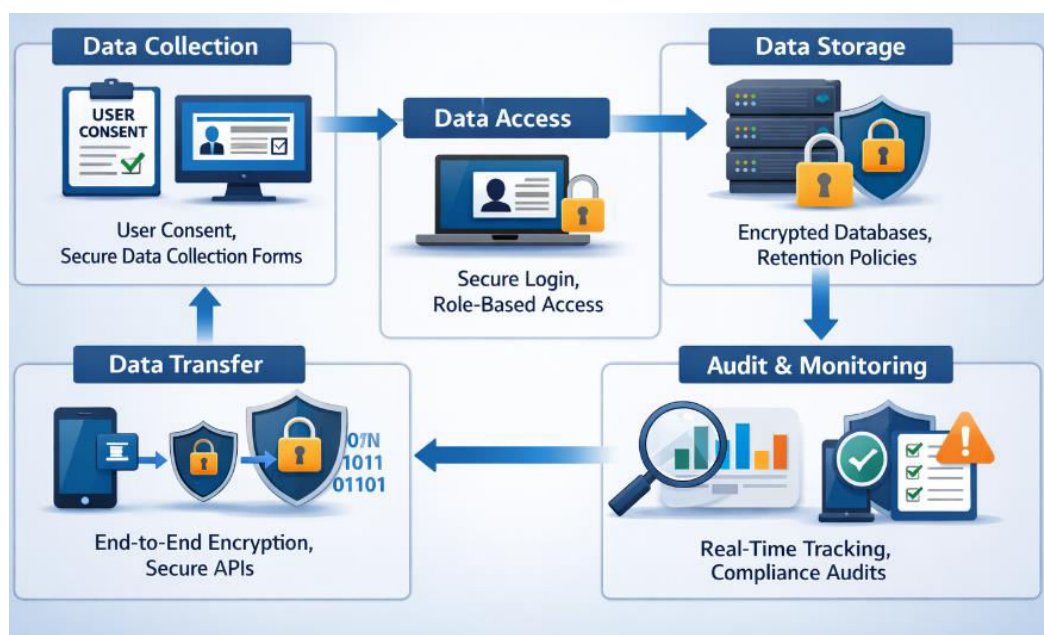 Data Collection
USER
CONSENT
User Consent,
Secure Data Collection Forms
Data Access
Secure Login,
Role-Based Access
Data Storage
Encrypted Databases,
Retention Policies
Data Transfer
1011
01101
End-to-End Encryption,
Secure APIs
Audit & Monitoring
Real-Time Tracking,
Compliance Audits